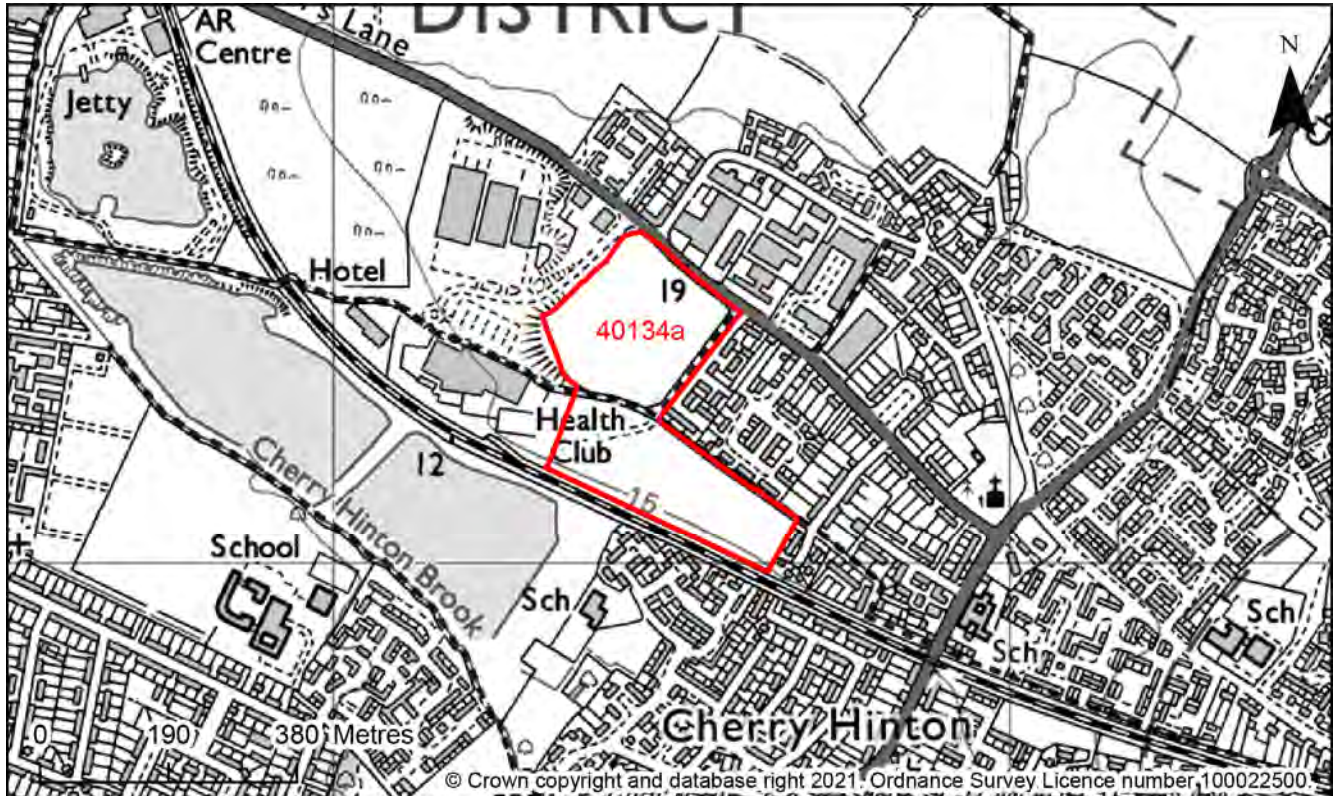 DISTRICT
AR
Centre
Lane
N
Jetty
Hotel
19
40134a
Health
Club
12
15
Cherry Hinton Brook
School
Sch
Sch
Sch
Cherry Hinton
0 190 380 Metres
© Crown copyright and database right 2021. Ordnance Survey Licence number 100022500